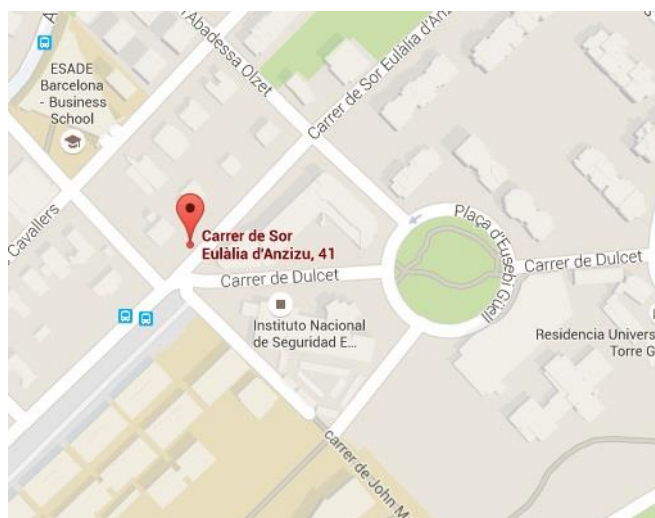 l'Abadessa Olzet
ESADE
Barcelona
- Business
School
Carrer de Sor Eulàlia d'Anzizu
Cavallers
Carrer de Sor
Eulàlia d'Anzizu, 41
Plaça d'Eusebi Güell
Carrer de Dulcet
Carrer de Dulcet
Instituto Nacional
de Seguridad E...
Residencia Univers
Torre G
carrer de John M